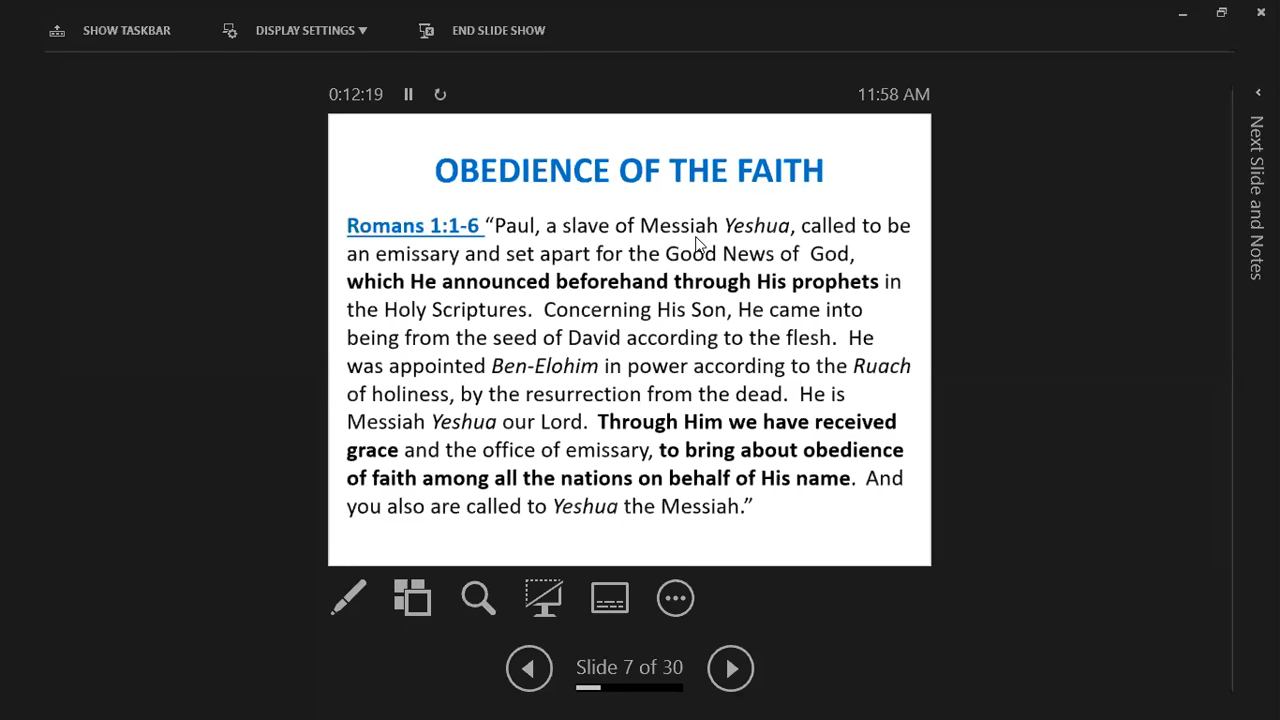 SHOW TASKBAR DISPLAY SETTINGS ▼ END SLIDE SHOW
0:12:19 11:58 AM
OBEDIENCE OF THE FAITH
Romans 1:1-6 “Paul, a slave of Messiah Yeshua, called to be
an emissary and set apart for the Good News of God,
which He announced beforehand through His prophets in
the Holy Scriptures. Concerning His Son, He came into
being from the seed of David according to the flesh. He
was appointed Ben-Elohim in power according to the Ruach
of holiness, by the resurrection from the dead. He is
Messiah Yeshua our Lord. Through Him we have received
grace and the office of emissary, to bring about obedience
of faith among all the nations on behalf of His name. And
you also are called to Yeshua the Messiah.”
Slide 7 of 30
Next Slide and Notes